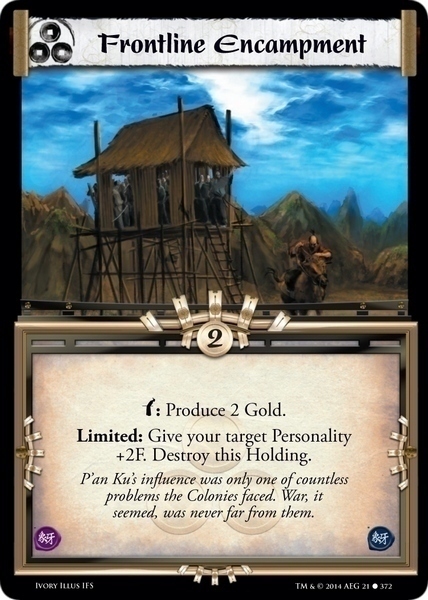 Frontline Encampment
2
: Produce 2 Gold.
Limited: Give your target Personality
+2F. Destroy this Holding.
P'an Ku's influence was only one of countless
problems the Colonies faced. War, it
seemed, was never far from them.
Ivory Illus IFS
TM & © 2014 AEG 21 ● 372